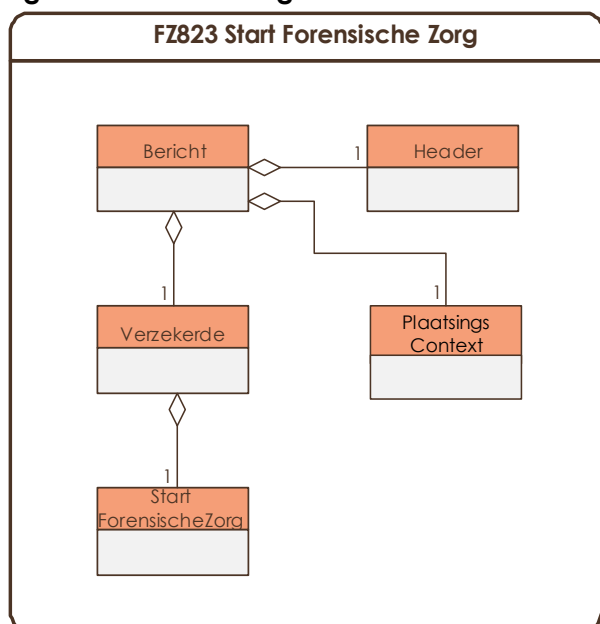 FZ823 Start Forensische Zorg
Bericht
1
Header
1
1
Verzekerde
Plaatsings
Context
1
Start
ForensischeZorg